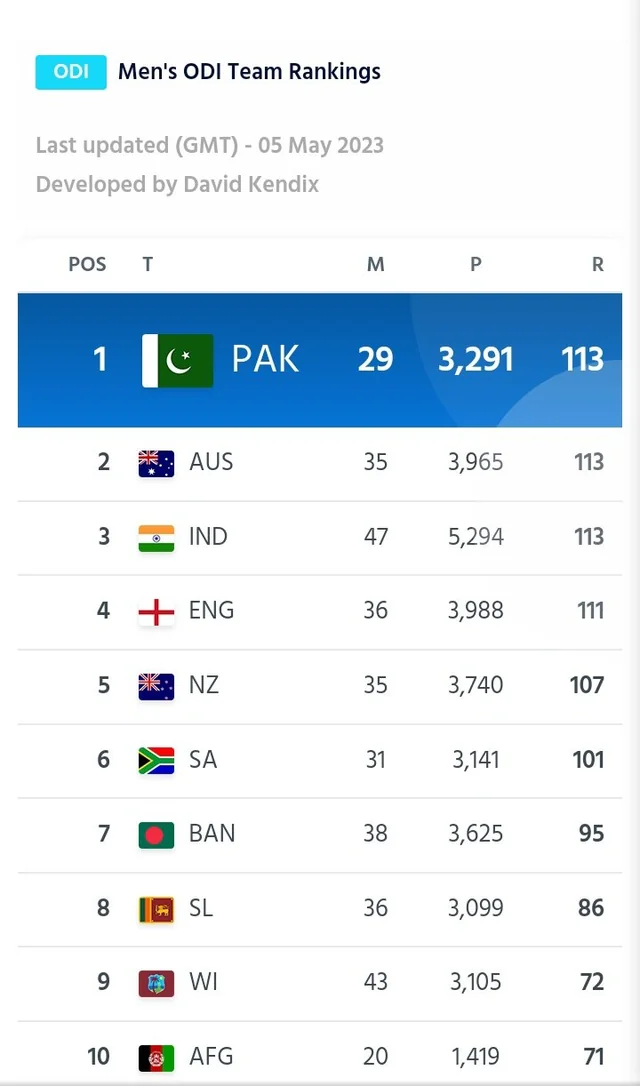 ODI Men's ODI Team Rankings
Last updated (GMT) - 05 May 2023
Developed by David Kendix
POS T M P R
1 PAK 29 3,291 113
2 AUS 35 3,965 113
3 IND 47 5,294 113
4 ENG 36 3,988 111
5 NZ 35 3,740 107
6 SA 31 3,141 101
7 BAN 38 3,625 95
8 SL 36 3,099 86
9 WI 43 3,105 72
10 AFG 20 1,419 71